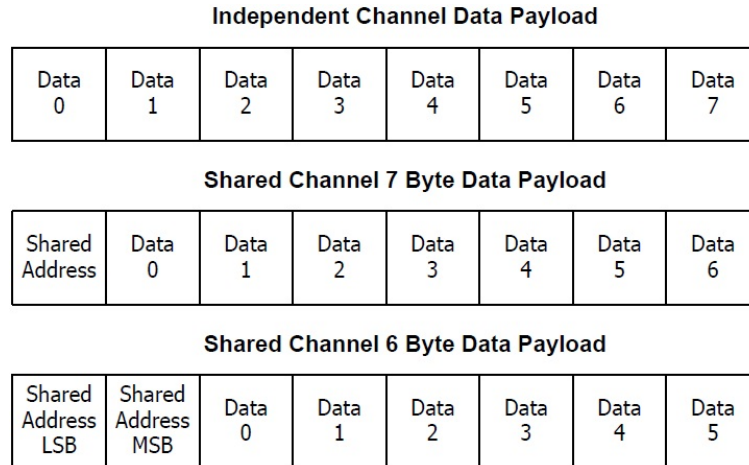 Independent Channel Data Payload
Data Data Data Data Data Data Data Data
0 1 2 3 4 5 6 7
Shared Channel 7 Byte Data Payload
Shared Data Data Data Data Data Data Data
Address 0 1 2 3 4 5 6
Shared Channel 6 Byte Data Payload
Shared Shared
Address Address Data Data Data Data Data Data
LSB MSB 0 1 2 3 4 5